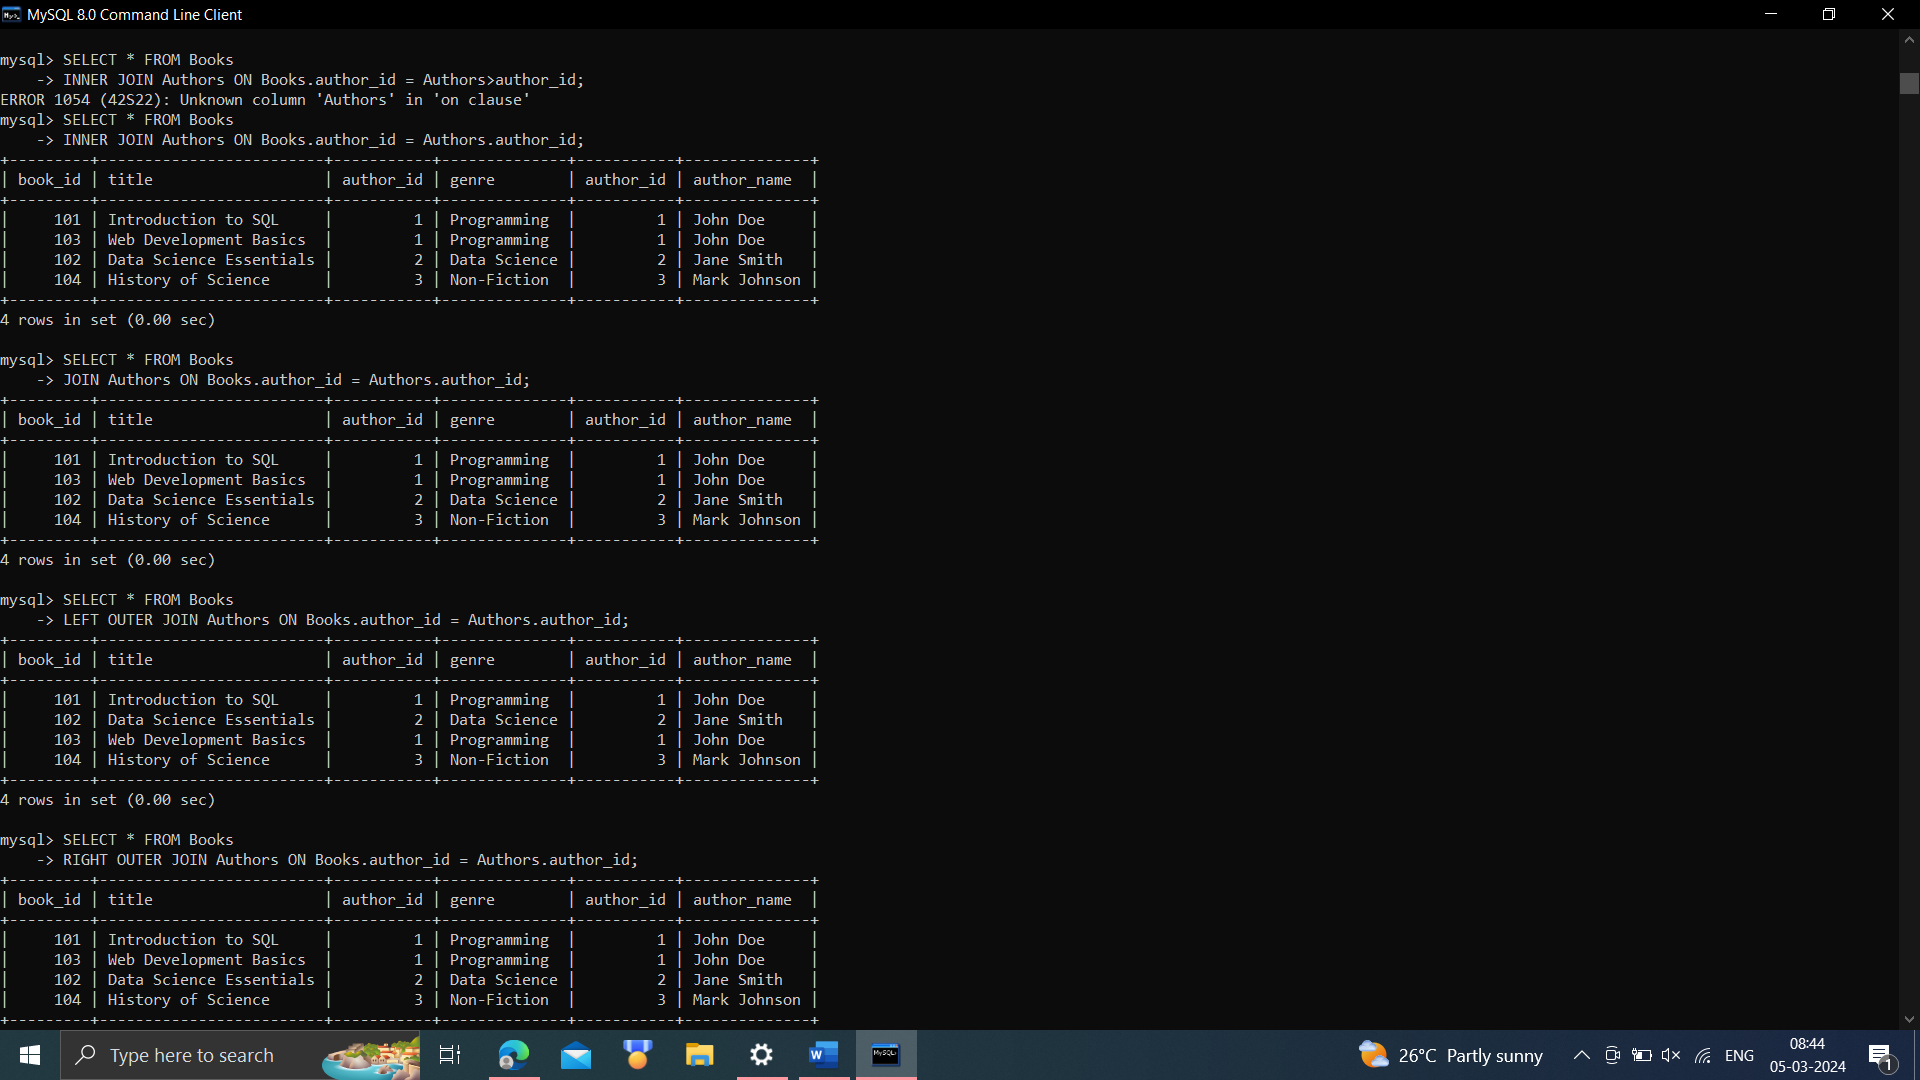 MySQL 8.0 Command Line Client
mysql> SELECT * FROM Books
    -> INNER JOIN Authors ON Books.author_id = Authors>author_id;
ERROR 1054 (42S22): Unknown column 'Authors' in 'on clause'
mysql> SELECT * FROM Books
    -> INNER JOIN Authors ON Books.author_id = Authors.author_id;
+---------+-------------------------+-----------+--------------+-----------+--------------+
| book_id | title                   | author_id | genre        | author_id | author_name  |
+---------+-------------------------+-----------+--------------+-----------+--------------+
|     101 | Introduction to SQL     |         1 | Programming  |         1 | John Doe     |
|     103 | Web Development Basics  |         1 | Programming  |         1 | John Doe     |
|     102 | Data Science Essentials |         2 | Data Science |         2 | Jane Smith   |
|     104 | History of Science      |         3 | Non-Fiction  |         3 | Mark Johnson |
+---------+-------------------------+-----------+--------------+-----------+--------------+
4 rows in set (0.00 sec)
mysql> SELECT * FROM Books
    -> JOIN Authors ON Books.author_id = Authors.author_id;
+---------+-------------------------+-----------+--------------+-----------+--------------+
| book_id | title                   | author_id | genre        | author_id | author_name  |
+---------+-------------------------+-----------+--------------+-----------+--------------+
|     101 | Introduction to SQL     |         1 | Programming  |         1 | John Doe     |
|     103 | Web Development Basics  |         1 | Programming  |         1 | John Doe     |
|     102 | Data Science Essentials |         2 | Data Science |         2 | Jane Smith   |
|     104 | History of Science      |         3 | Non-Fiction  |         3 | Mark Johnson |
+---------+-------------------------+-----------+--------------+-----------+--------------+
4 rows in set (0.00 sec)
mysql> SELECT * FROM Books
    -> LEFT OUTER JOIN Authors ON Books.author_id = Authors.author_id;
+---------+-------------------------+-----------+--------------+-----------+--------------+
| book_id | title                   | author_id | genre        | author_id | author_name  |
+---------+-------------------------+-----------+--------------+-----------+--------------+
|     101 | Introduction to SQL     |         1 | Programming  |         1 | John Doe     |
|     102 | Data Science Essentials |         2 | Data Science |         2 | Jane Smith   |
|     103 | Web Development Basics  |         1 | Programming  |         1 | John Doe     |
|     104 | History of Science      |         3 | Non-Fiction  |         3 | Mark Johnson |
+---------+-------------------------+-----------+--------------+-----------+--------------+
4 rows in set (0.00 sec)
mysql> SELECT * FROM Books
    -> RIGHT OUTER JOIN Authors ON Books.author_id = Authors.author_id;
+---------+-------------------------+-----------+--------------+-----------+--------------+
| book_id | title                   | author_id | genre        | author_id | author_name  |
+---------+-------------------------+-----------+--------------+-----------+--------------+
|     101 | Introduction to SQL     |         1 | Programming  |         1 | John Doe     |
|     103 | Web Development Basics  |         1 | Programming  |         1 | John Doe     |
|     102 | Data Science Essentials |         2 | Data Science |         2 | Jane Smith   |
|     104 | History of Science      |         3 | Non-Fiction  |         3 | Mark Johnson |
+---------+-------------------------+-----------+--------------+-----------+--------------+
Type here to search
26°C Partly sunny
ENG
08:44
05-03-2024
1